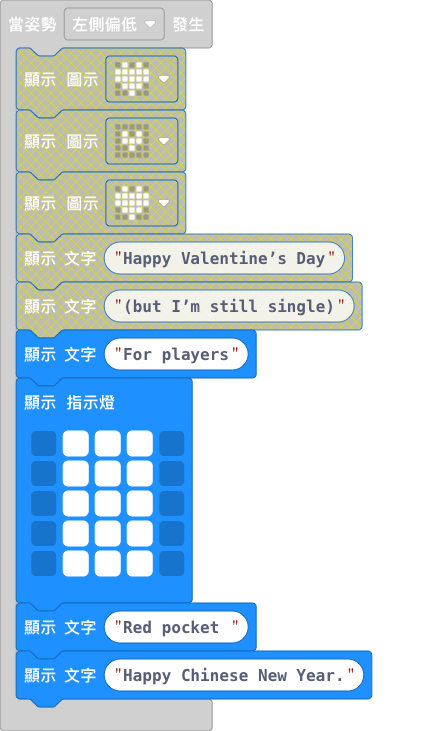 當姿勢 左側偏低 發生
顯示 圖示
顯示 圖示
顯示 圖示
顯示 文字 "Happy Valentine’s Day"
顯示 文字 "(but I’m still single)"
顯示 文字 "For players"
顯示 指示燈
顯示 文字 "Red pocket "
顯示 文字 "Happy Chinese New Year."